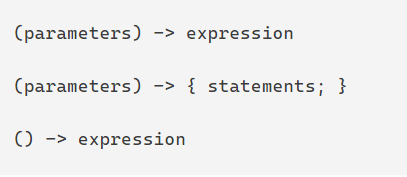 (parameters) -> expression
(parameters) -> { statements; }
() -> expression